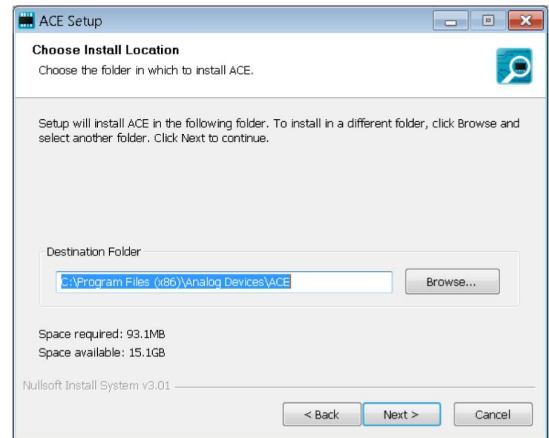 ACE Setup
Choose Install Location
Choose the folder in which to install ACE.
Setup will install ACE in the following folder. To install in a different folder, click Browse and
select another folder. Click Next to continue.
Destination Folder
C:\Program Files (x86)\Analog Devices\ACE
Browse...
Space required: 93.1MB
Space available: 15.1GB
Nullsoft Install System v3.01
< Back Next > Cancel